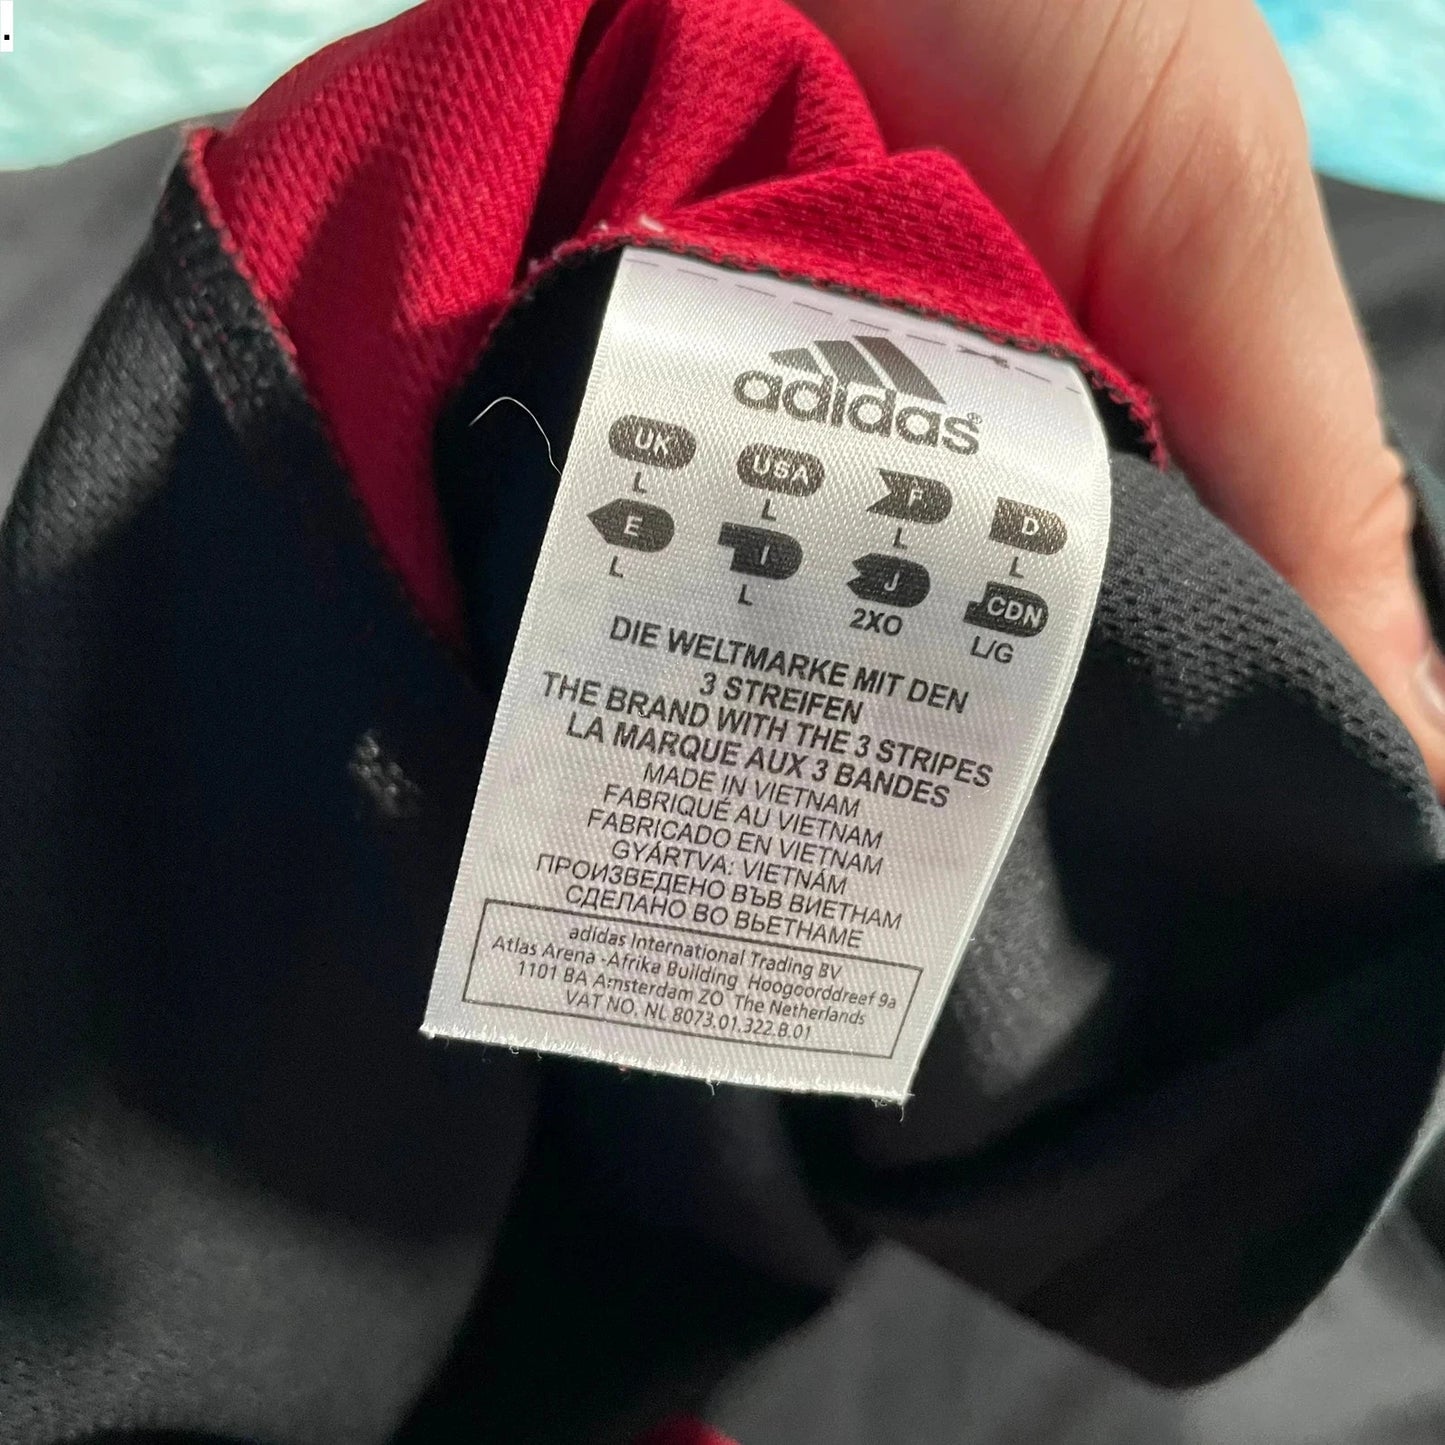 .
adidas®
UK USA F D
L L L L
E I J CDN
L L 2XO L/G
DIE WELTMARKE MIT DEN
3 STREIFEN
THE BRAND WITH THE 3 STRIPES
LA MARQUE AUX 3 BANDES
MADE IN VIETNAM
FABRIQUÉ AU VIETNAM
FABRICADO EN VIETNAM
GYÁRTVA: VIETNÁM
ПРОИЗВЕДЕНО ВЪВ ВИЕТНАМ
СДЕЛАНО ВО ВЬЕТНАМЕ
adidas International Trading BV
Atlas Arena -Afrika Building Hoogoorddreef 9a
1101 BA Amsterdam ZO The Netherlands
VAT NO. NL 8073.01.322.B.01